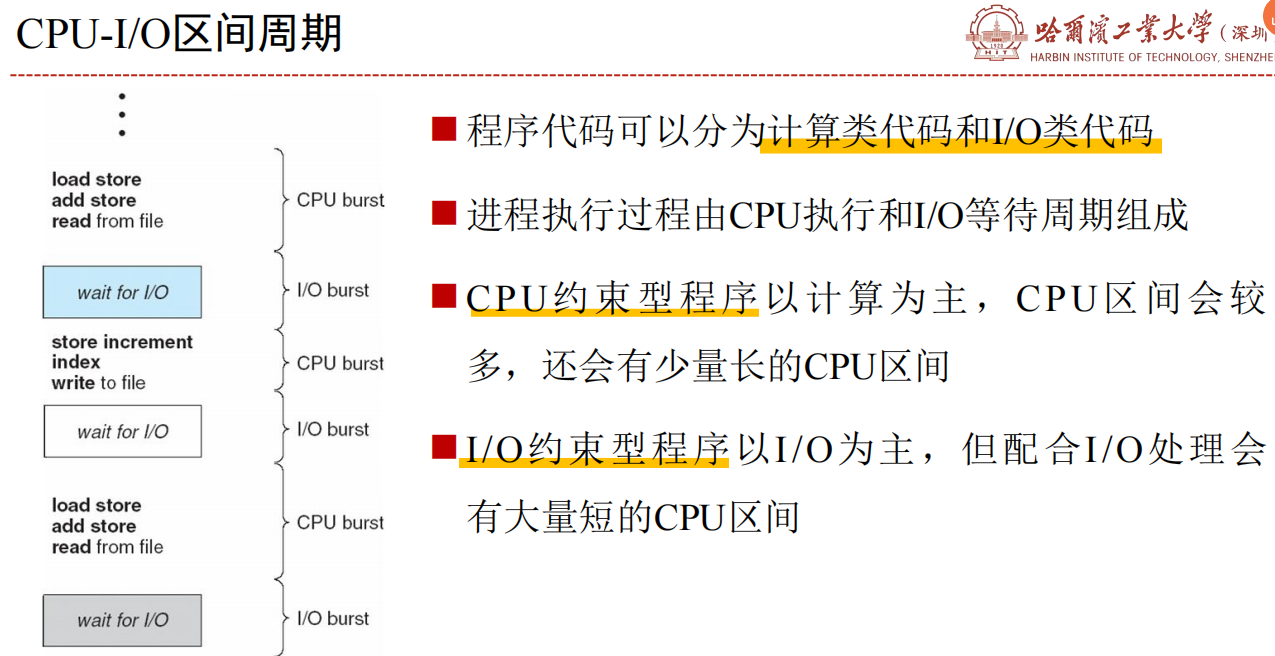 CPU-I/O区间周期
哈爾濱工業大學(深圳
HARBIN INSTITUTE OF TECHNOLOGY, SHENZHE
1920
HIT
load store
add store
read from file
CPU burst
wait for I/O
I/O burst
store increment
index
write to file
CPU burst
wait for I/O
I/O burst
load store
add store
read from file
CPU burst
wait for I/O
I/O burst
程序代码可以分为计算类代码和I/O类代码
进程执行过程由CPU执行和I/O等待周期组成
CPU约束型程序以计算为主，CPU区间会较
多，还会有少量长的CPU区间
I/O约束型程序以I/O为主，但配合I/O处理会
有大量短的CPU区间